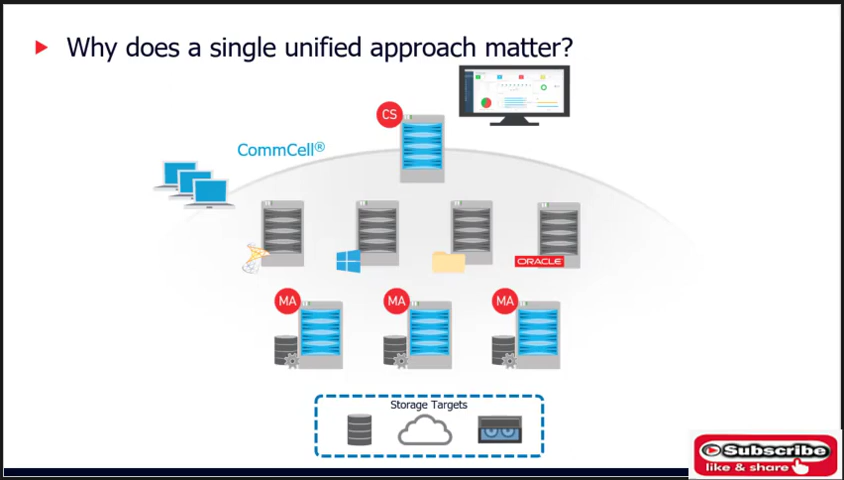 Why does a single unified approach matter?
CS
CommCell®
ORACLE
MA
MA
MA
Storage Targets
Subscribe
like & share